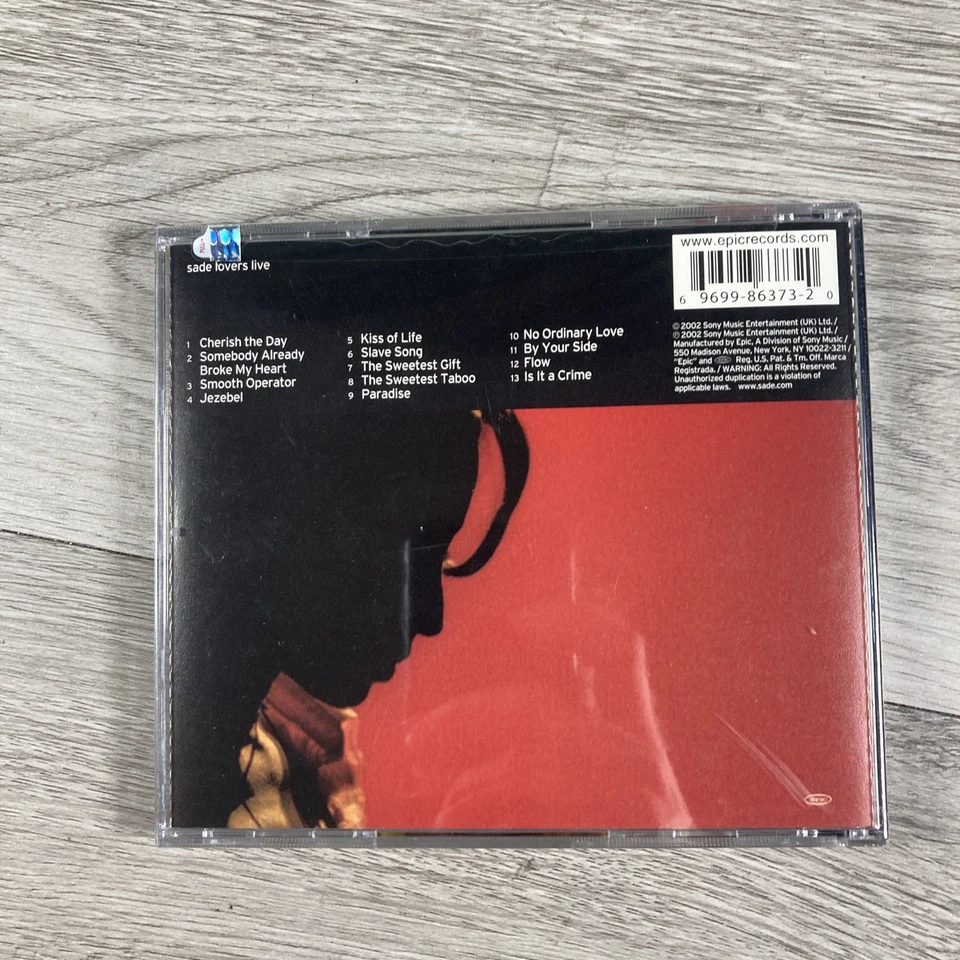 PULL
sade lovers live
www.epicrecords.com
6 9699-86373-2 0
1 Cherish the Day
2 Somebody Already
Broke My Heart
3 Smooth Operator
4 Jezebel
5 Kiss of Life
6 Slave Song
7 The Sweetest Gift
8 The Sweetest Taboo
9 Paradise
10 No Ordinary Love
11 By Your Side
12 Flow
13 Is It a Crime
© 2002 Sony Music Entertainment (UK) Ltd. /
℗ 2002 Sony Music Entertainment (UK) Ltd. /
Manufactured by Epic, A Division of Sony Music /
550 Madison Avenue, New York, NY 10022-3211 /
"Epic" and EPIC Reg. U.S. Pat. & Tm. Off. Marca
Registrada. / WARNING: All Rights Reserved.
Unauthorized duplication is a violation of
applicable laws. www.sade.com
EPIC